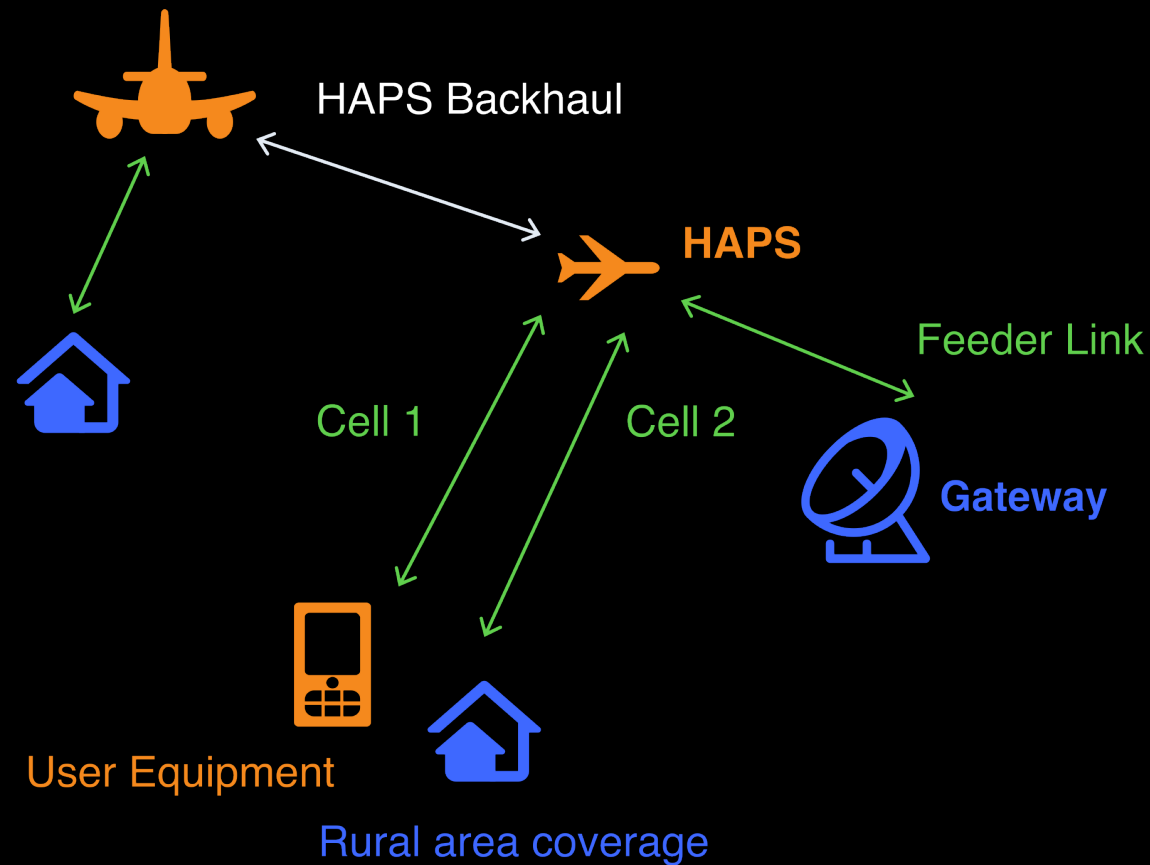 HAPS Backhaul
HAPS
Feeder Link
Cell 1
Cell 2
Gateway
User Equipment
Rural area coverage